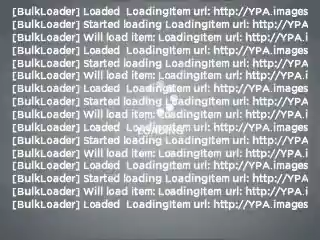 [BulkLoader] Loaded LoadingItem url: http://YPA.images
[BulkLoader] Started loading LoadingItem url: http://YPA
[BulkLoader] Will load item: LoadingItem url: http://YPA.i
[BulkLoader] Loaded LoadingItem url: http://YPA.images
[BulkLoader] Started loading LoadingItem url: http://YPA
[BulkLoader] Will load item: LoadingItem url: http://YPA.i
[BulkLoader] Loaded LoadingItem url: http://YPA.images
[BulkLoader] Started loading LoadingItem url: http://YPA
[BulkLoader] Will load item: LoadingItem url: http://YPA.i
[BulkLoader] Loaded LoadingItem url: http://YPA.images
LOADING
[BulkLoader] Started loading LoadingItem url: http://YPA
[BulkLoader] Will load item: LoadingItem url: http://YPA.i
[BulkLoader] Loaded LoadingItem url: http://YPA.images
[BulkLoader] Started loading LoadingItem url: http://YPA
[BulkLoader] Will load item: LoadingItem url: http://YPA.i
[BulkLoader] Loaded LoadingItem url: http://YPA.images